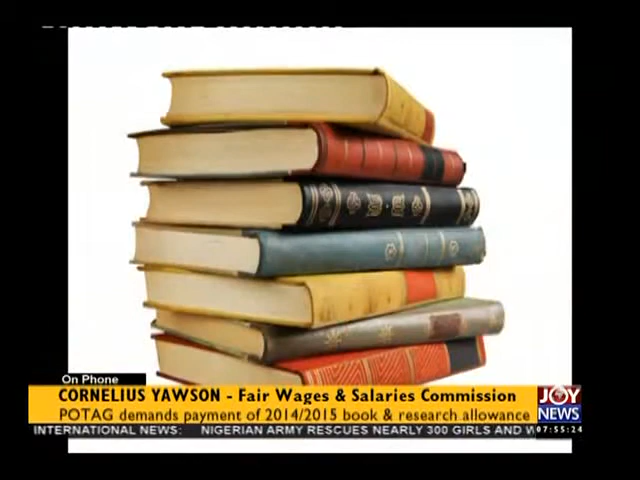 On Phone
CORNELIUS YAWSON - Fair Wages & Salaries Commission
POTAG demands payment of 2014/2015 book & research allowance
JOY
NEWS
INTERNATIONAL NEWS: NIGERIAN ARMY RESCUES NEARLY 300 GIRLS AND W
07:55:24